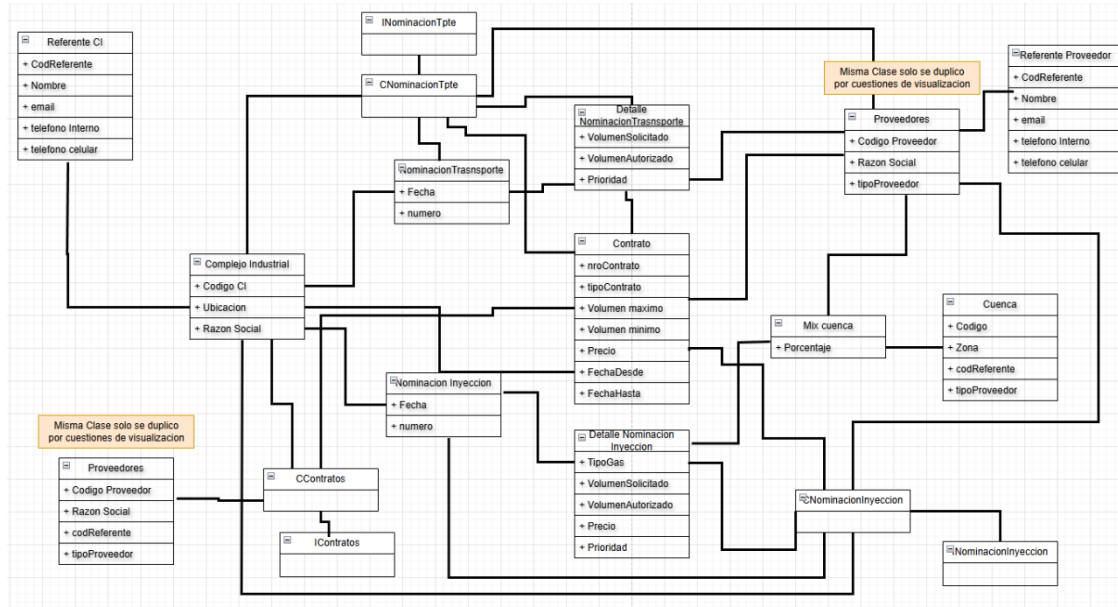 Referente CI
+ CodReferente
+ Nombre
+ email
+ telefono Interno
+ telefono celular
INominacionTpte
CNominacionTpte
NominacionTrasnsporte
+ Fecha
+ numero
Detalle
NominacionTrasnsporte
+ VolumenSolicitado
+ VolumenAutorizado
+ Prioridad
Misma Clase solo se duplico
por cuestiones de visualizacion
Proveedores
+ Codigo Proveedor
+ Razon Social
+ tipoProveedor
Referente Proveedor
+ CodReferente
+ Nombre
+ email
+ telefono Interno
+ telefono celular
Complejo Industrial
+ Codigo CI
+ Ubicacion
+ Razon Social
Contrato
+ nroContrato
+ tipoContrato
+ Volumen maximo
+ Volumen minimo
+ Precio
+ FechaDesde
+ FechaHasta
Mix cuenca
+ Porcentaje
Cuenca
+ Codigo
+ Zona
+ codReferente
+ tipoProveedor
Nominacion Inyeccion
+ Fecha
+ numero
Misma Clase solo se duplico
por cuestiones de visualizacion
Proveedores
+ Codigo Proveedor
+ Razon Social
+ codReferente
+ tipoProveedor
CContratos
IContratos
Detalle Nominacion
Inyeccion
+ TipoGas
+ VolumenSolicitado
+ VolumenAutorizado
+ Precio
+ Prioridad
CNominacionInyeccion
INominacionInyeccion